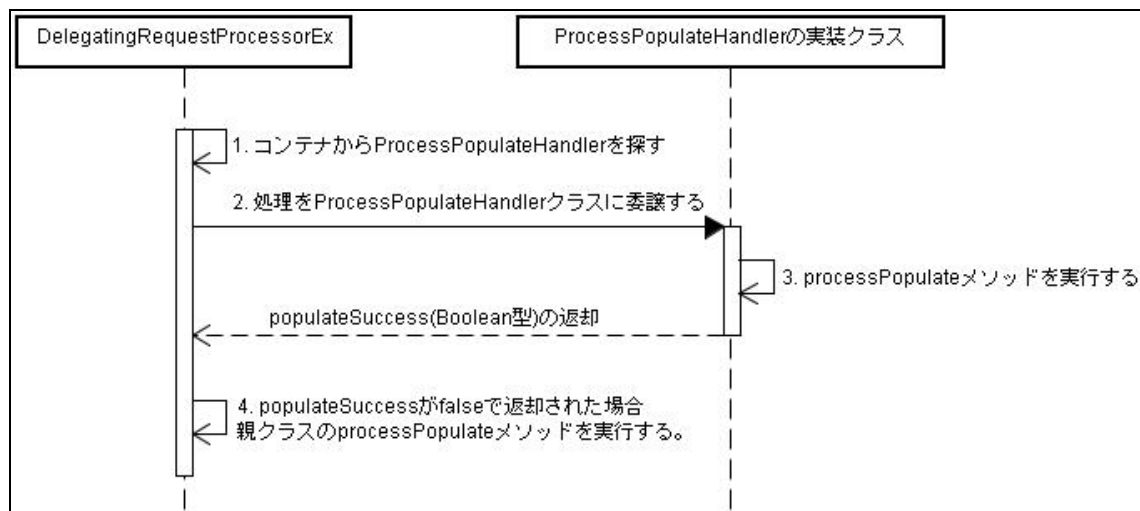 DelegatingRequestProcessorEx
ProcessPopulateHandlerの実装クラス
1. コンテナからProcessPopulateHandlerを探す
2. 処理をProcessPopulateHandlerクラスに委譲する
3. processPopulateメソッドを実行する
populateSuccess(Boolean型)の返却
4. populateSuccessがfalseで返却された場合
親クラスのprocessPopulateメソッドを実行する。